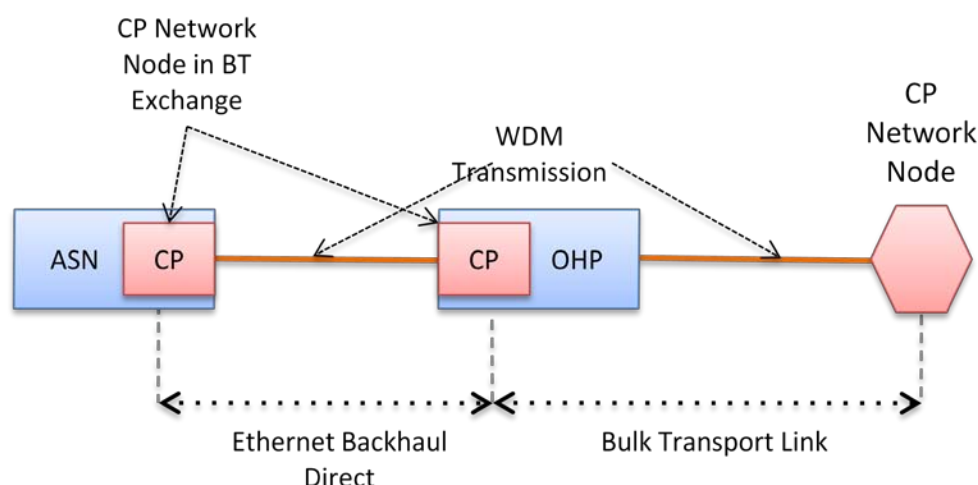 CP Network
Node in BT
Exchange
WDM
Transmission
CP
Network
Node
ASN
CP
CP
OHP
Ethernet Backhaul
Direct
Bulk Transport Link